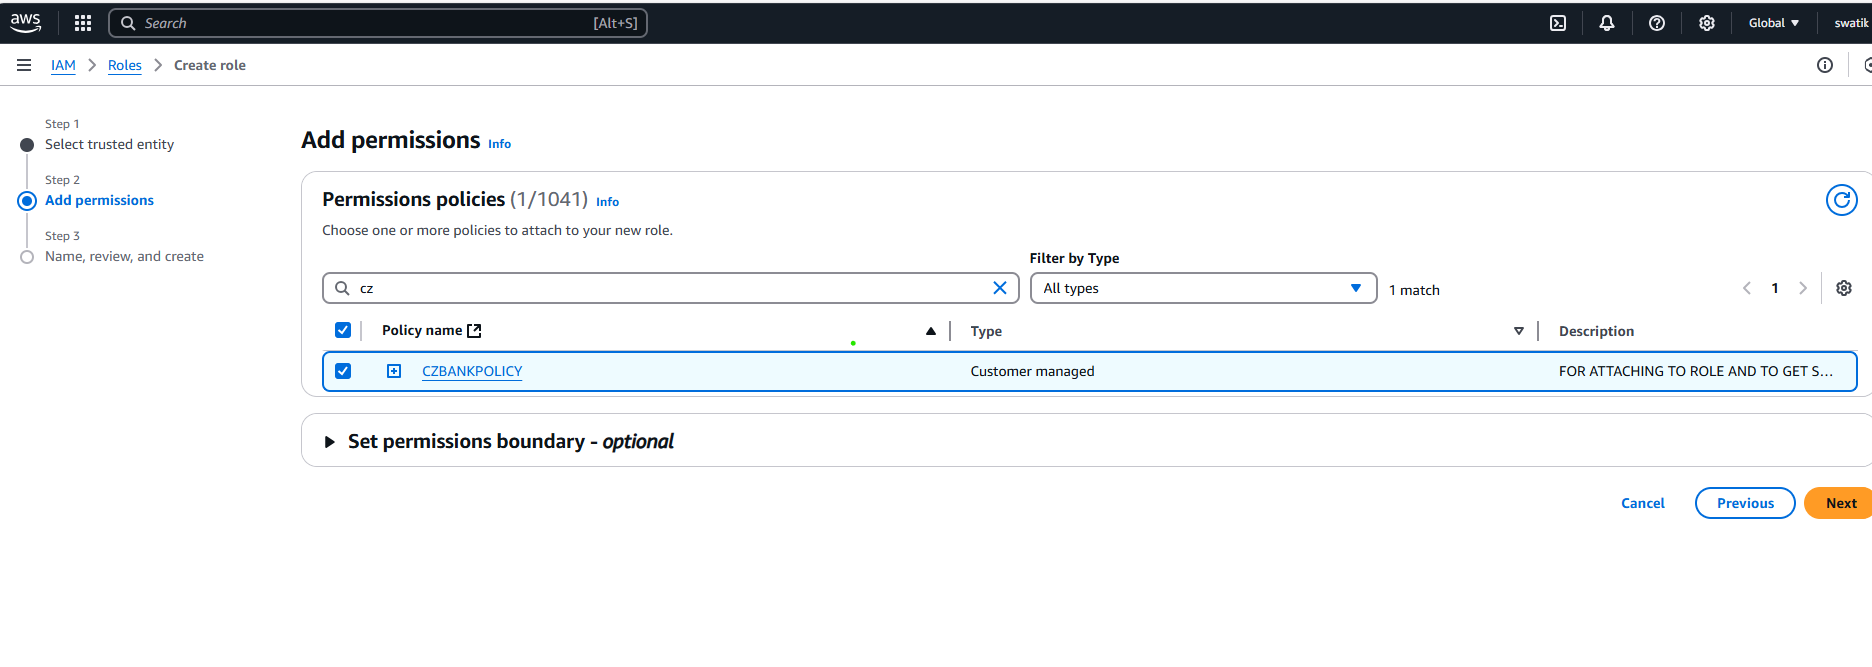 aws
Search [Alt+S]
Global
swatik
IAM > Roles > Create role
Step 1
Select trusted entity
Step 2
Add permissions
Step 3
Name, review, and create
Add permissions Info
Permissions policies (1/1041) Info
Choose one or more policies to attach to your new role.
Filter by Type
cz
All types
1 match
1
Policy name
Type
Description
CZBANKPOLICY
Customer managed
FOR ATTACHING TO ROLE AND TO GET S...
Set permissions boundary - optional
Cancel
Previous
Next